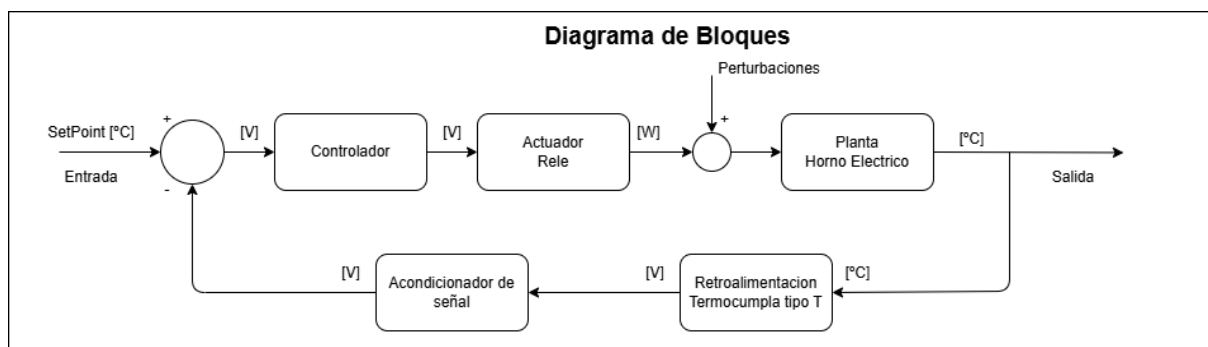 Diagrama de Bloques
Perturbaciones
+
SetPoint [ºC]
[V]
[V]
[W]
+
[ºC]
Controlador
Actuador
Rele
Planta
Horno Electrico
Entrada
Salida
-
[V]
Acondicionador de
señal
[V]
Retroalimentacion
Termocumpla tipo T
[ºC]